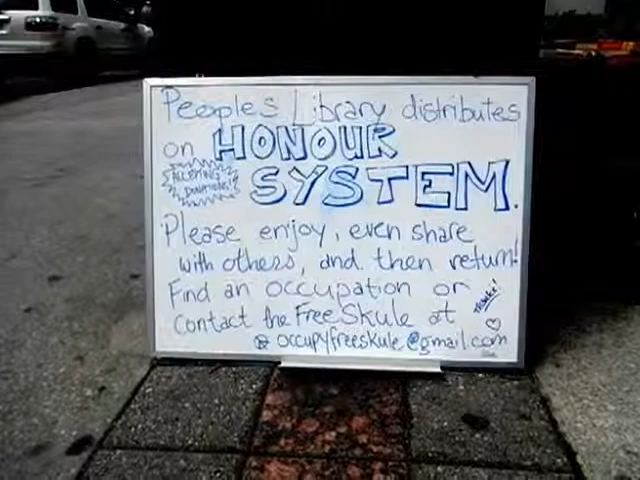 Peoples Library distributes
on HONOUR
ACCEPTING
DONATIONS!
SYSTEM.
Please enjoy, even share
with others, and then return!
Find an occupation or
contact the Free Skule at
THANKS!
occupyfreeskule@gmail.com